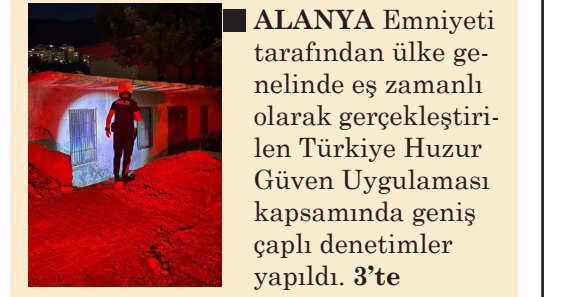 ALANYA Emniyeti
tarafından ülke ge-
nelinde eş zamanlı
olarak gerçekleştiri-
len Türkiye Huzur
Güven Uygulaması
kapsamında geniş
çaplı denetimler
yapıldı. 3’te